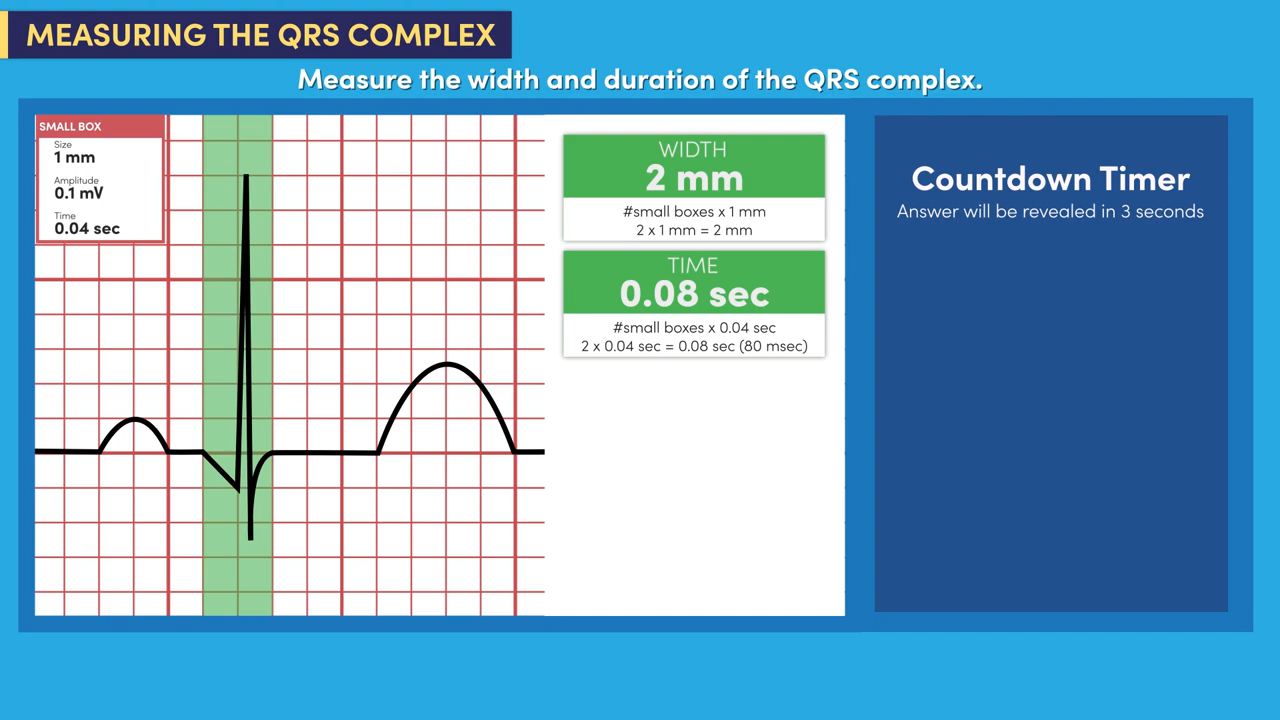 MEASURING THE QRS COMPLEX
Measure the width and duration of the QRS complex.
SMALL BOX
Size
1 mm
Amplitude
0.1 mV
Time
0.04 sec
WIDTH
2 mm
#small boxes x 1 mm
2 x 1 mm = 2 mm
TIME
0.08 sec
#small boxes x 0.04 sec
2 x 0.04 sec = 0.08 sec (80 msec)
Countdown Timer
Answer will be revealed in 3 seconds